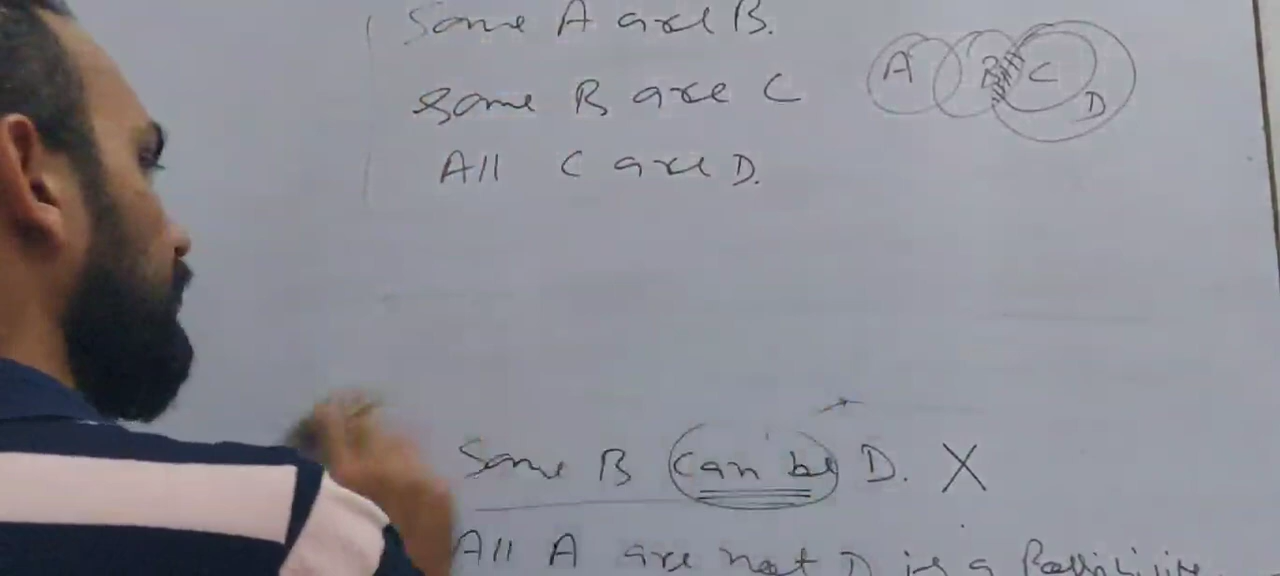 Some A are B.
Some B are C
All C are D.
A B C D
Some B can be D. X
All A are not D is a Possibility